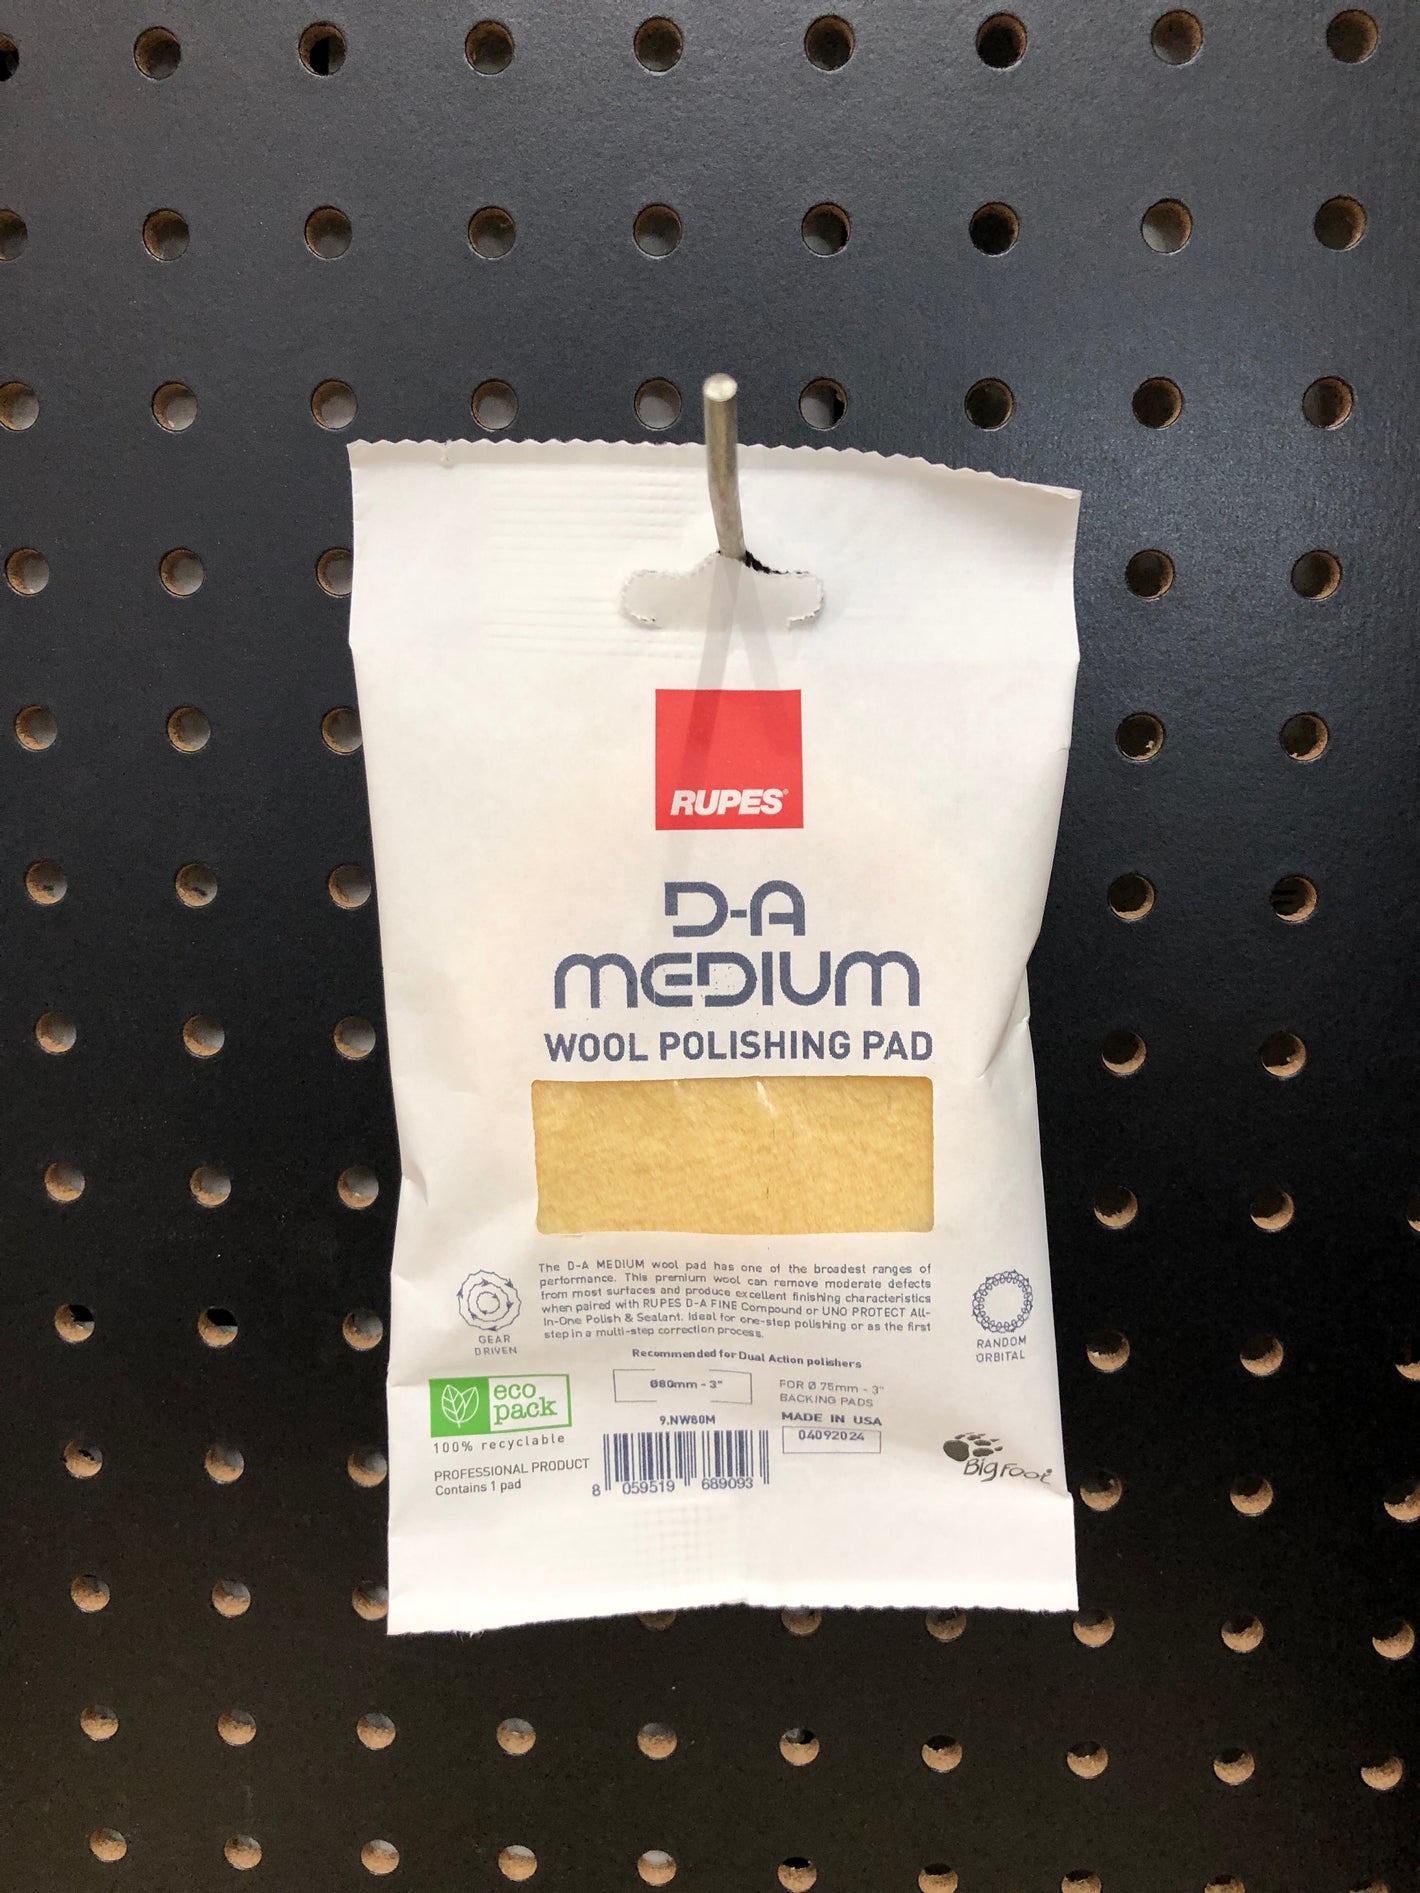 RUPES®
D-A
MEDIUM
WOOL POLISHING PAD
The D-A MEDIUM wool pad has one of the broadest ranges of
performance. This premium wool can remove moderate defects
from most surfaces and produce excellent finishing characteristics
when paired with RUPES D-A FINE Compound or UNO PROTECT All-
In-One Polish & Sealant. Ideal for one-step polishing or as the first
step in a multi-step correction process.
GEAR
DRIVEN
RANDOM
ORBITAL
Recommended for Dual Action polishers
eco
pack
100% recyclable
Ø80mm - 3"
FOR Ø 75mm - 3"
BACKING PADS
9.NW80M
MADE IN USA
04092024
PROFESSIONAL PRODUCT
Contains 1 pad
8 059519 689093
BigFoot